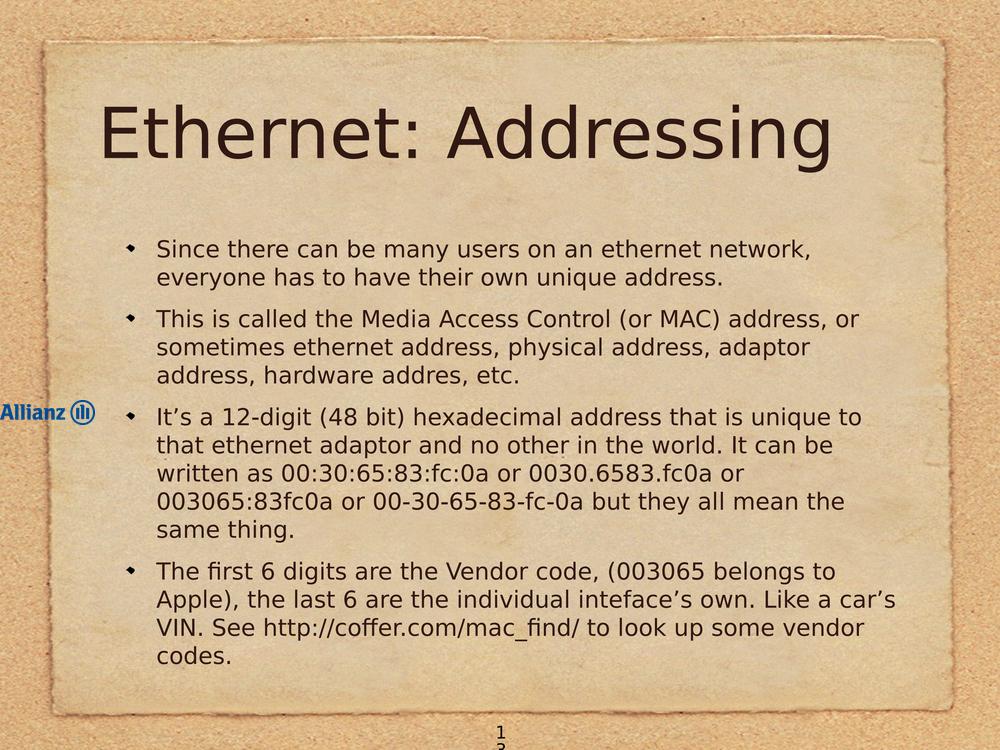 Ethernet: Addressing
Since there can be many users on an ethernet network,
everyone has to have their own unique address.
This is called the Media Access Control (or MAC) address, or
sometimes ethernet address, physical address, adaptor
address, hardware addres, etc.
Allianz
It’s a 12-digit (48 bit) hexadecimal address that is unique to
that ethernet adaptor and no other in the world. It can be
written as 00:30:65:83:fc:0a or 0030.6583.fc0a or
003065:83fc0a or 00-30-65-83-fc-0a but they all mean the
same thing.
The first 6 digits are the Vendor code, (003065 belongs to
Apple), the last 6 are the individual inteface’s own. Like a car’s
VIN. See http://coffer.com/mac_find/ to look up some vendor
codes.
1